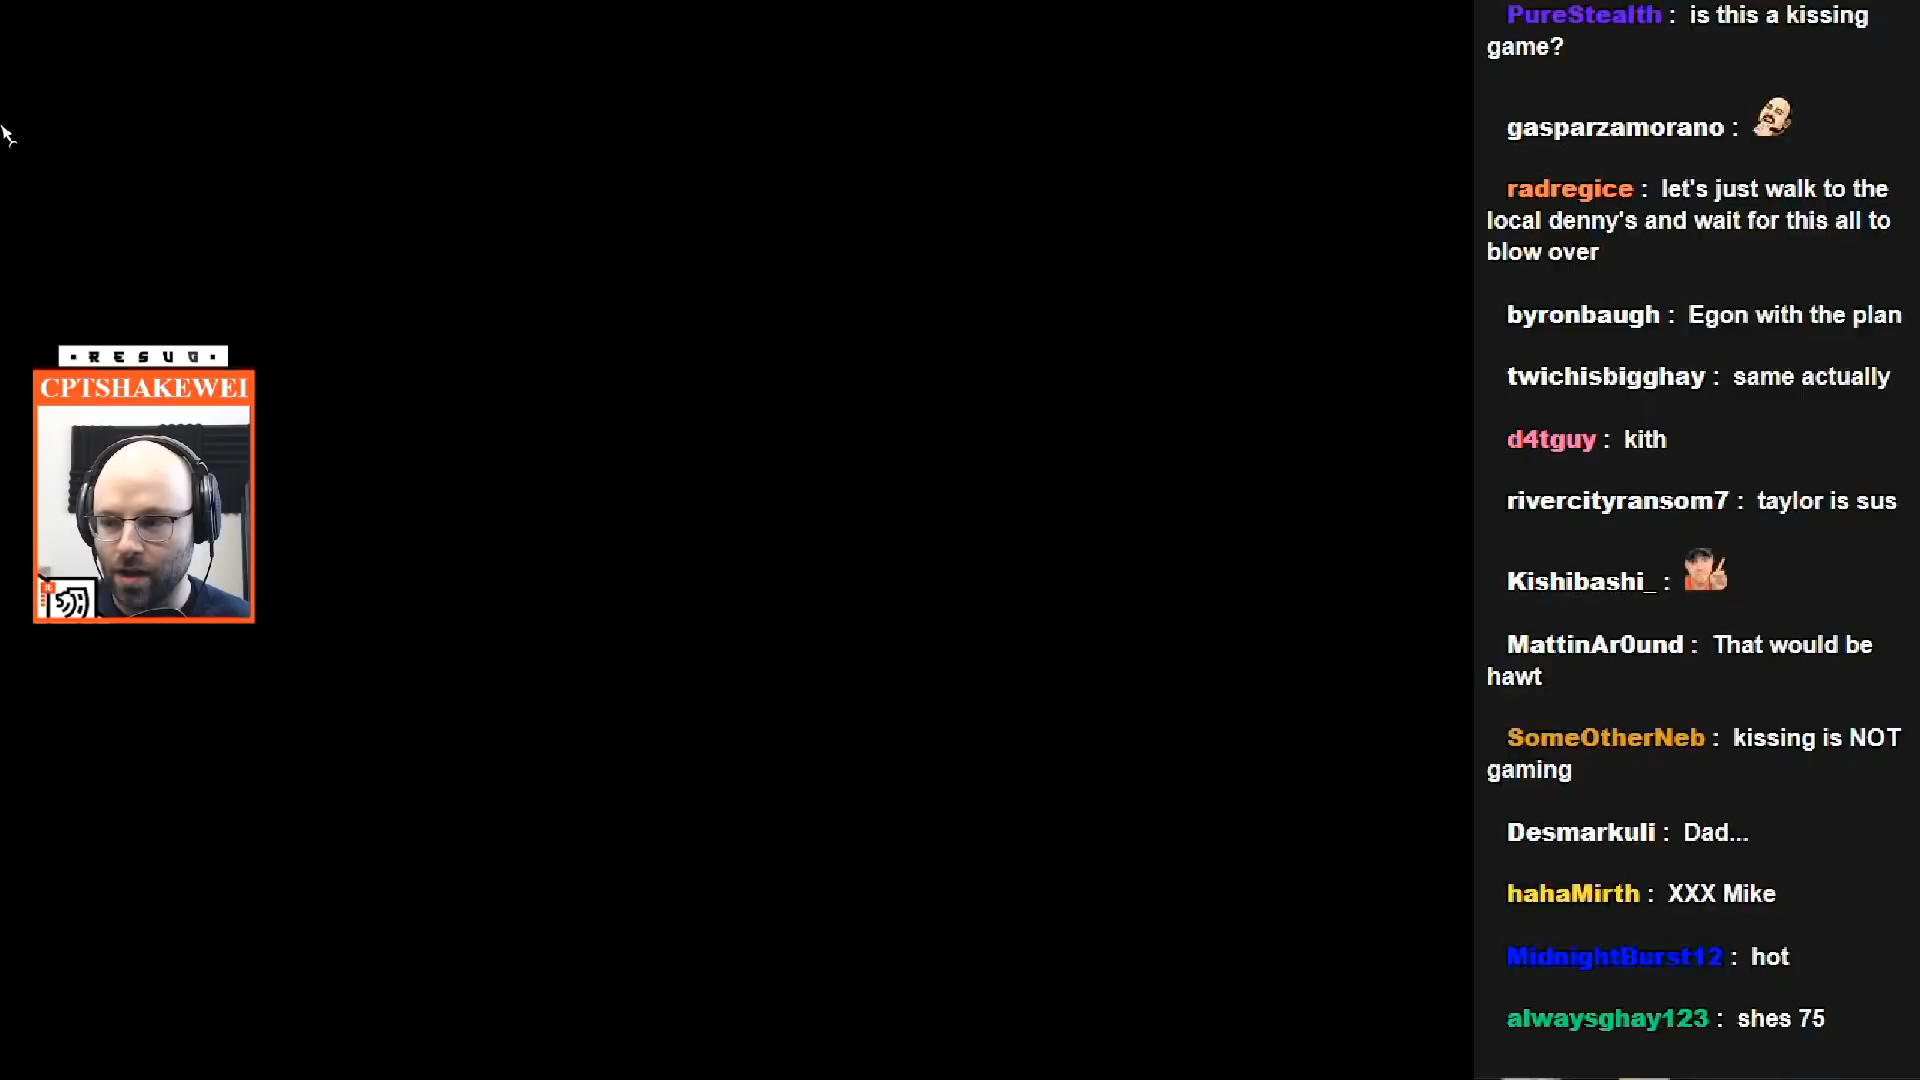 PureStealth : is this a kissing
game?
gasparzamorano :
radregice : let's just walk to the
local denny's and wait for this all to
blow over
byronbaugh : Egon with the plan
twichisbigghay : same actually
d4tguy : kith
rivercityransom7 : taylor is sus
Kishibashi_ :
MattinAr0und : That would be
hawt
SomeOtherNeb : kissing is NOT
gaming
Desmarkuli : Dad...
hahaMirth : XXX Mike
MidnightBurst12 : hot
alwaysghay123 : shes 75
• R E S U G •
CPTSHAKEWEI